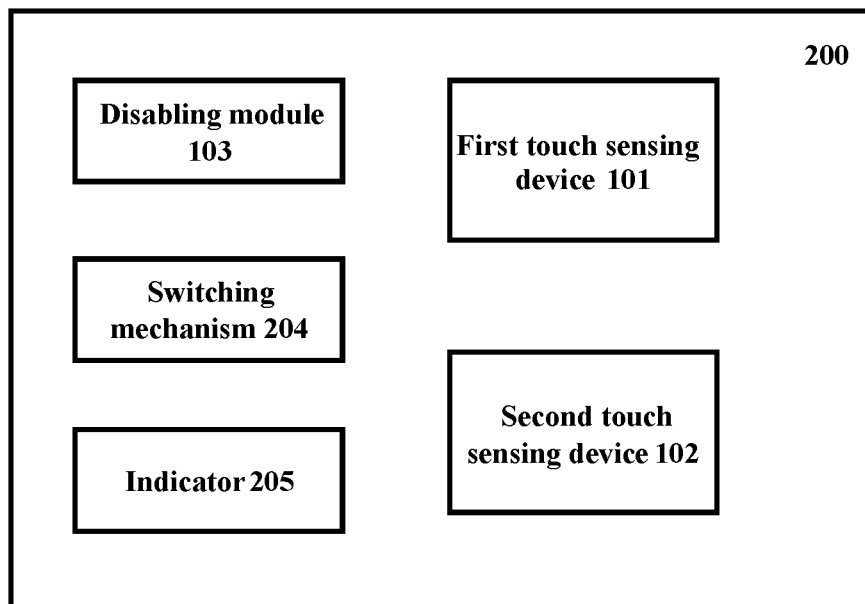 200
Disabling module
103
First touch sensing
device 101
Switching
mechanism 204
Second touch
sensing device 102
Indicator 205